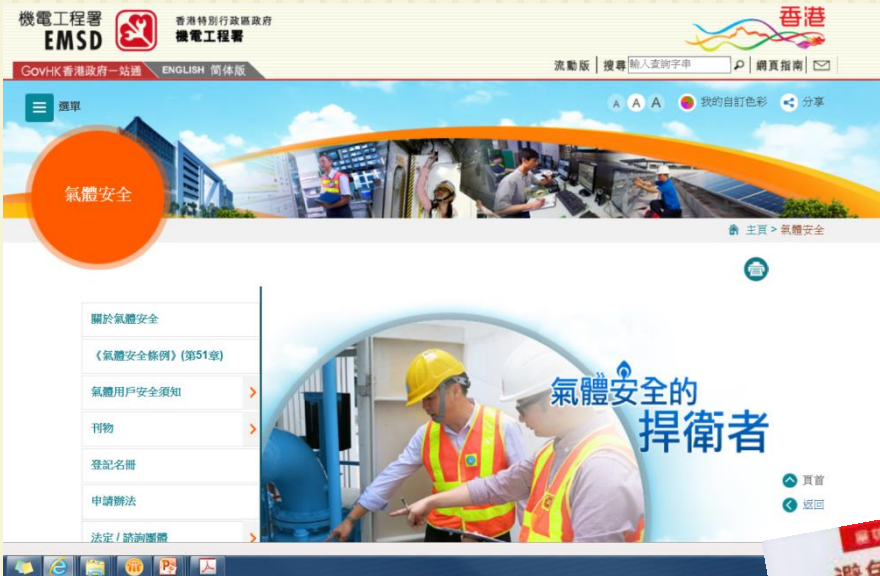 機電工程署
EMSD
香港特別行政區政府
機電工程署
香港
GOVHK香港政府一站通 ENGLISH 简体版
流動版 | 搜尋 輸入查詢字串 | 網頁指南
選單
A A A 我的自訂色彩 分享
氣體安全
主頁 > 氣體安全
關於氣體安全
《氣體安全條例》(第51章)
氣體用戶安全須知
刊物
登記名冊
申請辦法
法定 / 諮詢團體
氣體安全的
捍衛者
頁首
返回